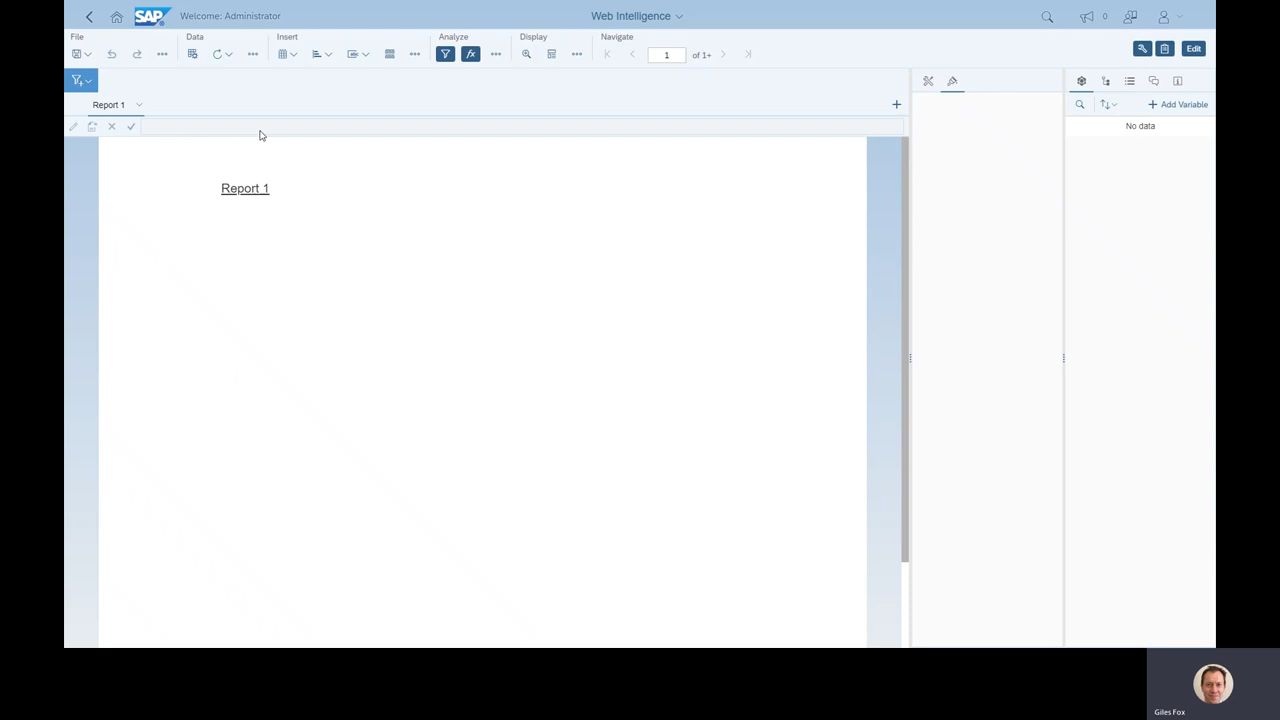 SAP Welcome: Administrator Web Intelligence 0
File Data Insert Analyze Display Navigate
fx 1 of 1+ Edit
Report 1
Add Variable
No data
Report 1
Giles Fox